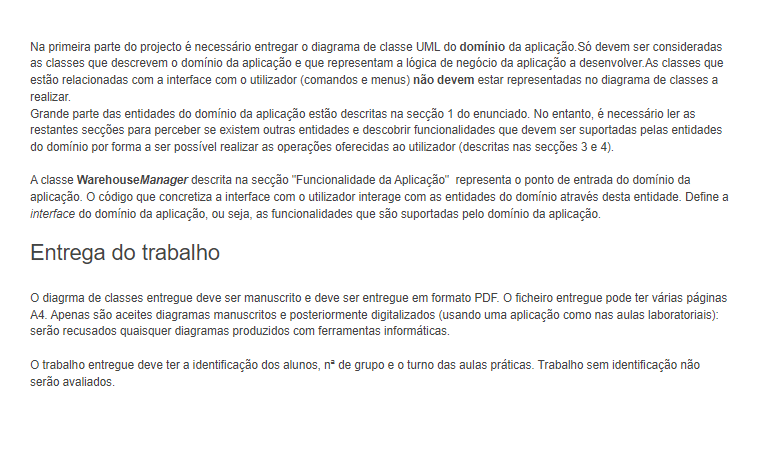 Na primeira parte do projecto é necessário entregar o diagrama de classe UML do domínio da aplicação.Só devem ser consideradas
as classes que descrevem o domínio da aplicação e que representam a lógica de negócio da aplicação a desenvolver.As classes que
estão relacionadas com a interface com o utilizador (comandos e menus) não devem estar representadas no diagrama de classes a
realizar.
Grande parte das entidades do domínio da aplicação estão descritas na secção 1 do enunciado. No entanto, é necessário ler as
restantes secções para perceber se existem outras entidades e descobrir funcionalidades que devem ser suportadas pelas entidades
do domínio por forma a ser possível realizar as operações oferecidas ao utilizador (descritas nas secções 3 e 4).
A classe WarehouseManager descrita na secção "Funcionalidade da Aplicação" representa o ponto de entrada do domínio da
aplicação. O código que concretiza a interface com o utilizador interage com as entidades do domínio através desta entidade. Define a
interface do domínio da aplicação, ou seja, as funcionalidades que são suportadas pelo domínio da aplicação.
Entrega do trabalho
O diagrma de classes entregue deve ser manuscrito e deve ser entregue em formato PDF. O ficheiro entregue pode ter várias páginas
A4. Apenas são aceites diagramas manuscritos e posteriormente digitalizados (usando uma aplicação como nas aulas laboratoriais):
serão recusados quaisquer diagramas produzidos com ferramentas informáticas.
O trabalho entregue deve ter a identificação dos alunos, nª de grupo e o turno das aulas práticas. Trabalho sem identificação não
serão avaliados.